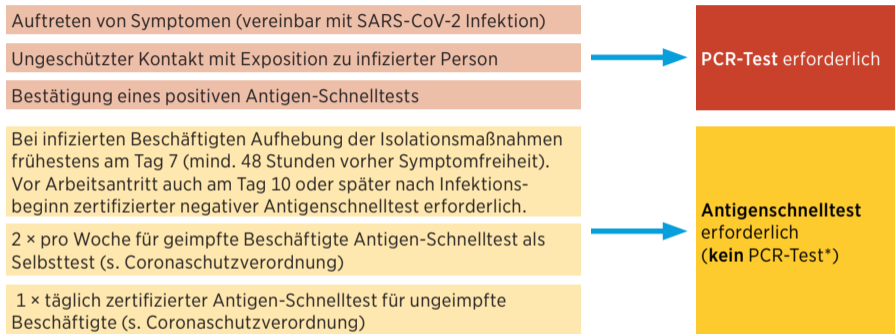 Auftreten von Symptomen (vereinbar mit SARS-CoV-2 Infektion)
Ungeschützter Kontakt mit Exposition zu infizierter Person
Bestätigung eines positiven Antigen-Schnelltests
PCR-Test erforderlich
Bei infizierten Beschäftigten Aufhebung der Isolationsmaßnahmen
frühestens am Tag 7 (mind. 48 Stunden vorher Symptomfreiheit).
Vor Arbeitsantritt auch am Tag 10 oder später nach Infektions-
beginn zertifizierter negativer Antigenschnelltest erforderlich.
2 × pro Woche für geimpfte Beschäftigte Antigen-Schnelltest als
Selbsttest (s. Coronaschutzverordnung)
1 × täglich zertifizierter Antigen-Schnelltest für ungeimpfte
Beschäftigte (s. Coronaschutzverordnung)
Antigenschnelltest
erforderlich
(kein PCR-Test*)